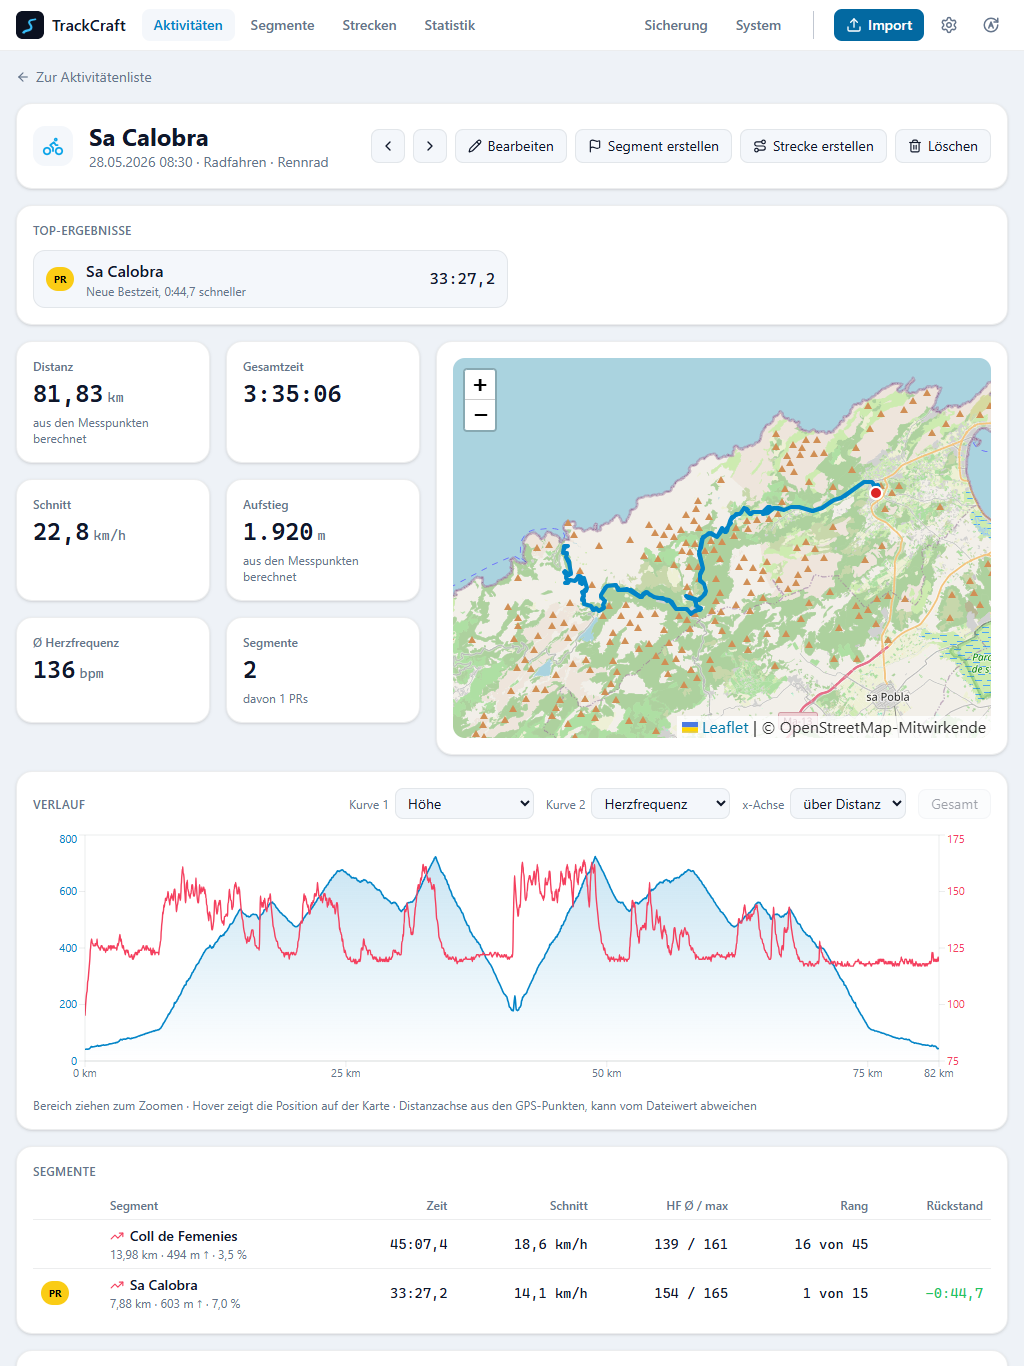 TrackCraft Aktivitäten Segmente Strecken Statistik Sicherung System Import
← Zur Aktivitätenliste
Sa Calobra
28.05.2026 08:30 · Radfahren · Rennrad
Bearbeiten Segment erstellen Strecke erstellen Löschen
TOP-ERGEBNISSE
PR Sa Calobra 33:27,2
Neue Bestzeit, 0:44,7 schneller
Distanz
81,83 km
aus den Messpunkten
berechnet
Gesamtzeit
3:35:06
Schnitt
22,8 km/h
Aufstieg
1.920 m
aus den Messpunkten
berechnet
Ø Herzfrequenz
136 bpm
Segmente
2
davon 1 PRs
+
−
sa Pobla
Leaflet | © OpenStreetMap-Mitwirkende
VERLAUF Kurve 1 Höhe Kurve 2 Herzfrequenz x-Achse über Distanz Gesamt
800 175
600 150
400 125
200 100
0 75
0 km 25 km 50 km 75 km 82 km
Bereich ziehen zum Zoomen · Hover zeigt die Position auf der Karte · Distanzachse aus den GPS-Punkten, kann vom Dateiwert abweichen
SEGMENTE
Segment Zeit Schnitt HF Ø / max Rang Rückstand
Coll de Femenies 45:07,4 18,6 km/h 139 / 161 16 von 45
13,98 km · 494 m ↑ · 3,5 %
PR Sa Calobra 33:27,2 14,1 km/h 154 / 165 1 von 15 −0:44,7
7,88 km · 603 m ↑ · 7,0 %